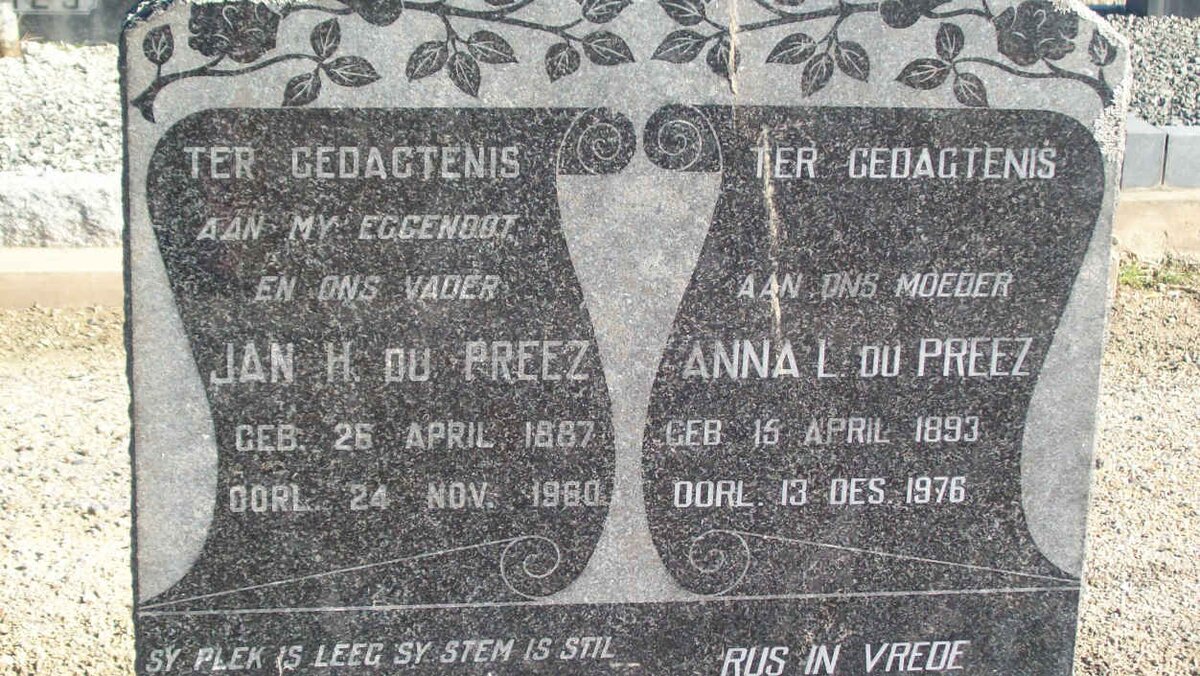 TER GEDAGTENIS
AAN MY EGGENOOT
EN ONS VADER
JAN H. DU PREEZ
GEB. 26 APRIL 1887
OORL. 24 NOV. 1960
SY PLEK IS LEEG SY STEM IS STIL
TER GEDAGTENIS
AAN ONS MOEDER
ANNA L. DU PREEZ
GEB 15 APRIL 1893
OORL. 13 DES. 1976
RUS IN VREDE